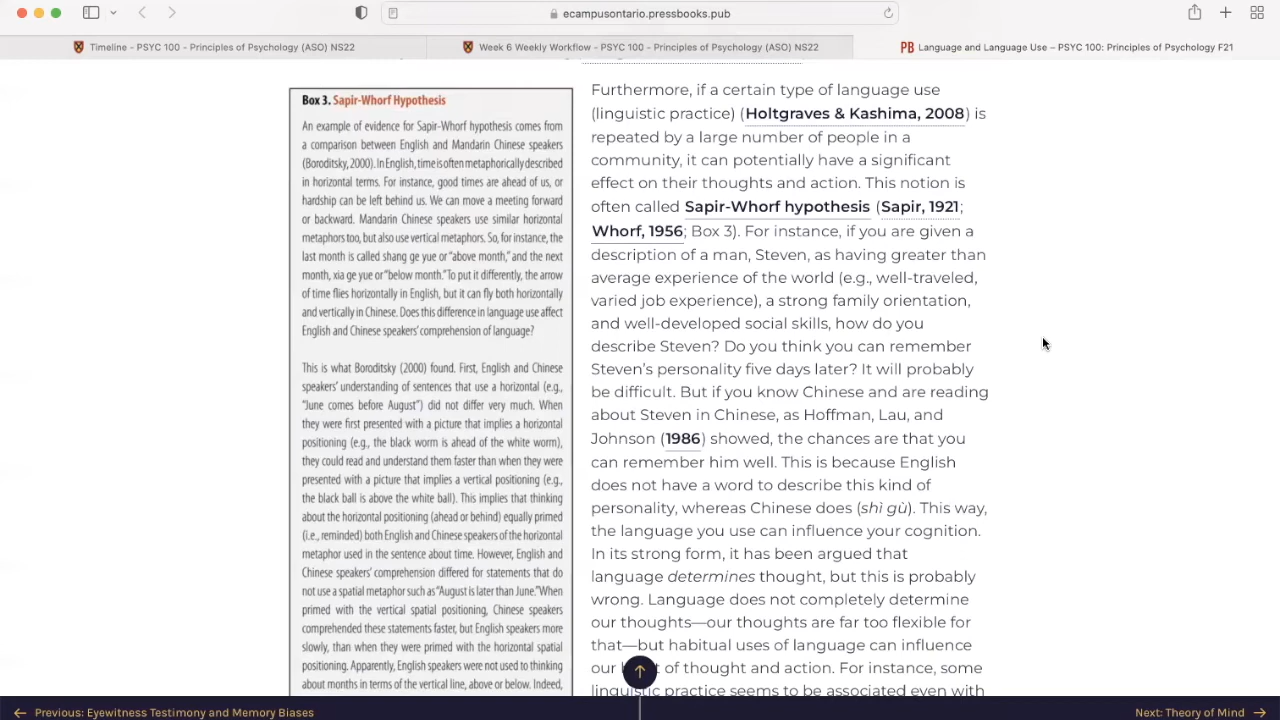 ecampusontario.pressbooks.pub
Timeline – PSYC 100 - Principles of Psychology (ASO) NS22
Week 6 Weekly Workflow – PSYC 100 - Principles of Psychology (ASO) NS22
PB Language and Language Use – PSYC 100: Principles of Psychology F21
Box 3. Sapir-Whorf Hypothesis
An example of evidence for Sapir-Whorf hypothesis comes from
a comparison between English and Mandarin Chinese speakers
(Boroditsky, 2000). In English, time is often metaphorically described
in horizontal terms. For instance, good times are ahead of us, or
hardship can be left behind us. We can move a meeting forward
or backward. Mandarin Chinese speakers use similar horizontal
metaphors too, but also use vertical metaphors. So, for instance, the
last month is called shang ge yue or "above month," and the next
month, xia ge yue or "below month." To put it differently, the arrow
of time flies horizontally in English, but it can fly both horizontally
and vertically in Chinese. Does this difference in language use affect
English and Chinese speakers' comprehension of language?
This is what Boroditsky (2000) found. First, English and Chinese
speakers' understanding of sentences that use a horizontal (e.g.,
"June comes before August") did not differ very much. When
they were first presented with a picture that implies a horizontal
positioning (e.g., the black worm is ahead of the white worm),
they could read and understand them faster than when they were
presented with a picture that implies a vertical positioning (e.g.,
the black ball is above the white ball). This implies that thinking
about the horizontal positioning (ahead or behind) equally primed
(i.e., reminded) both English and Chinese speakers of the horizontal
metaphor used in the sentence about time. However, English and
Chinese speakers' comprehension differed for statements that do
not use a spatial metaphor such as "August is later than June." When
primed with the vertical spatial positioning, Chinese speakers
comprehended these statements faster, but English speakers more
slowly, than when they were primed with the horizontal spatial
positioning. Apparently, English speakers were not used to thinking
about months in terms of the vertical line, above or below. Indeed,
Furthermore, if a certain type of language use
(linguistic practice) (Holtgraves & Kashima, 2008) is
repeated by a large number of people in a
community, it can potentially have a significant
effect on their thoughts and action. This notion is
often called Sapir-Whorf hypothesis (Sapir, 1921;
Whorf, 1956; Box 3). For instance, if you are given a
description of a man, Steven, as having greater than
average experience of the world (e.g., well-traveled,
varied job experience), a strong family orientation,
and well-developed social skills, how do you
describe Steven? Do you think you can remember
Steven's personality five days later? It will probably
be difficult. But if you know Chinese and are reading
about Steven in Chinese, as Hoffman, Lau, and
Johnson (1986) showed, the chances are that you
can remember him well. This is because English
does not have a word to describe this kind of
personality, whereas Chinese does (shì gù). This way,
the language you use can influence your cognition.
In its strong form, it has been argued that
language determines thought, but this is probably
wrong. Language does not completely determine
our thoughts—our thoughts are far too flexible for
that—but habitual uses of language can influence
our of thought and action. For instance, some
linguistic practice seems to be associated even with
Previous: Eyewitness Testimony and Memory Biases
Next: Theory of Mind